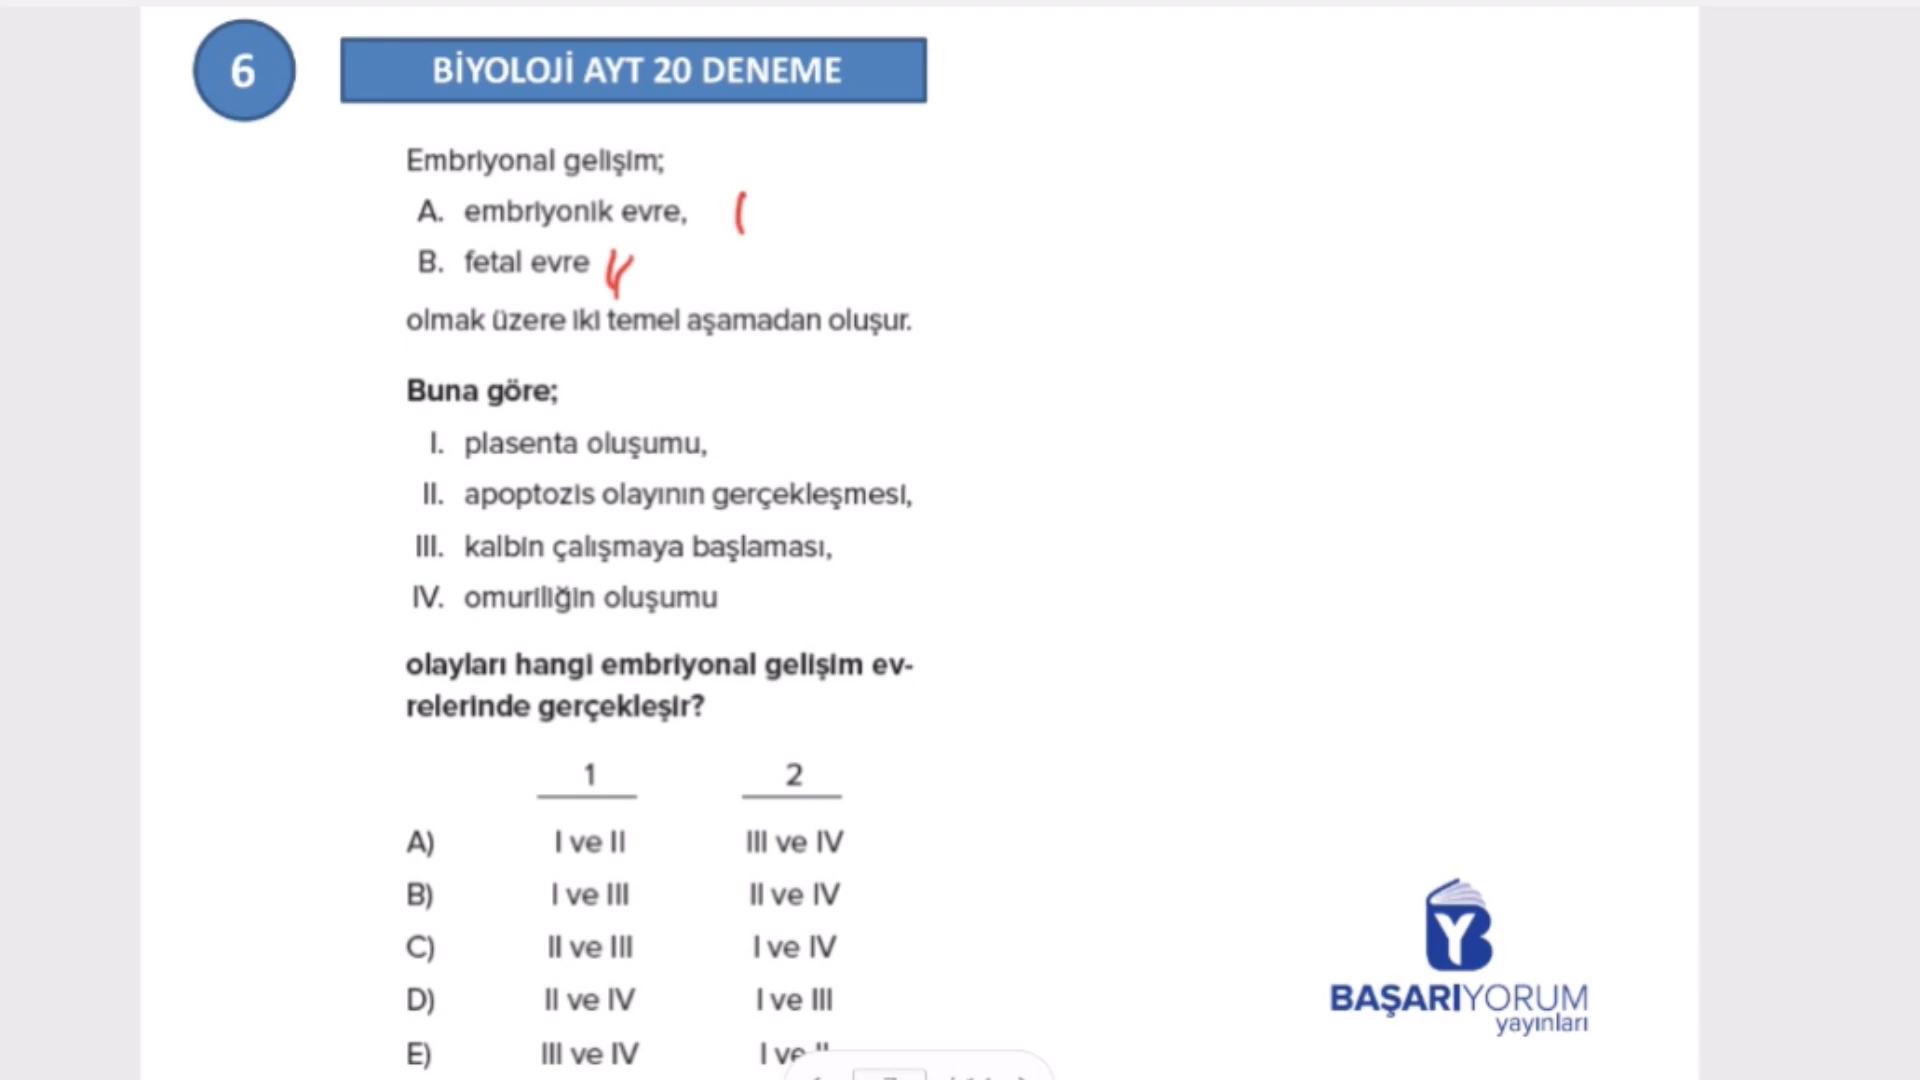 6
BİYOLOJİ AYT 20 DENEME
Embriyonal gelişim;
A. embriyonik evre,
B. fetal evre
olmak üzere iki temel aşamadan oluşur.
Buna göre;
I. plasenta oluşumu,
II. apoptozis olayının gerçekleşmesi,
III. kalbin çalışmaya başlaması,
IV. omuriliğin oluşumu
olayları hangi embriyonal gelişim ev-
relerinde gerçekleşir?
1 2
A) I ve II III ve IV
B) I ve III II ve IV
C) II ve III I ve IV
D) II ve IV I ve III
E) III ve IV I ve II
BAŞARIYORUM
yayınları